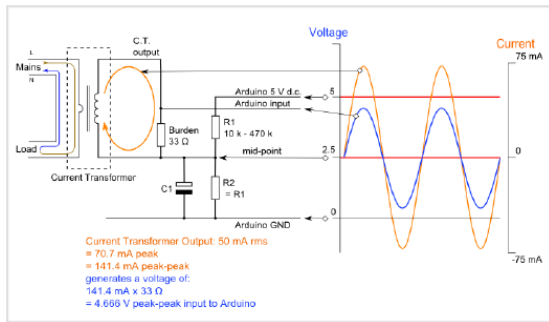 L
Mains
N
Load
Current Transformer
C.T.
output
Burden
33 Ω
C1
Arduino 5 V d.c.
Arduino input
R1
10 k - 470 k
mid-point
R2
= R1
Arduino GND
Voltage
5
2.5
0
Current
75 mA
0
-75 mA
Current Transformer Output: 50 mA rms
= 70.7 mA peak
= 141.4 mA peak-peak
generates a voltage of:
141.4 mA x 33 Ω
= 4.666 V peak-peak input to Arduino